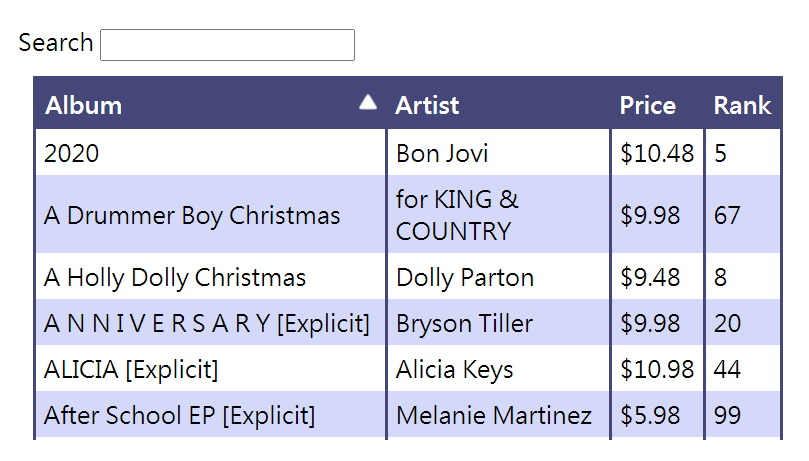 Search
Album Artist Price Rank
2020 Bon Jovi $10.48 5
A Drummer Boy Christmas for KING & COUNTRY $9.98 67
A Holly Dolly Christmas Dolly Parton $9.48 8
A N N I V E R S A R Y [Explicit] Bryson Tiller $9.98 20
ALICIA [Explicit] Alicia Keys $10.98 44
After School EP [Explicit] Melanie Martinez $5.98 99